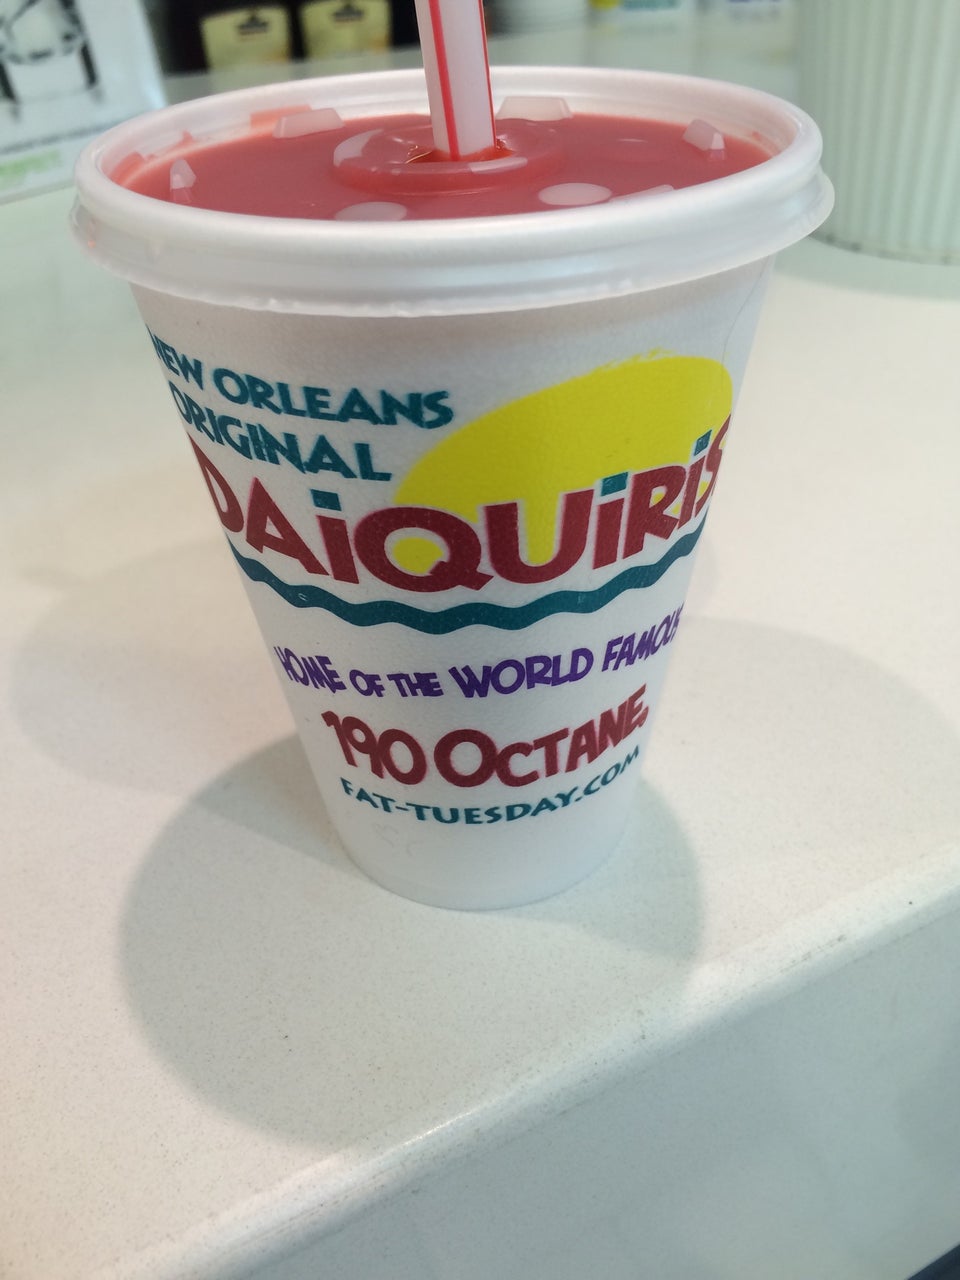 NEW ORLEANS
ORIGINAL
DAiQUiRiS
HOME OF THE WORLD FAMOUS
190 OCTANE
FAT-TUESDAY.COM